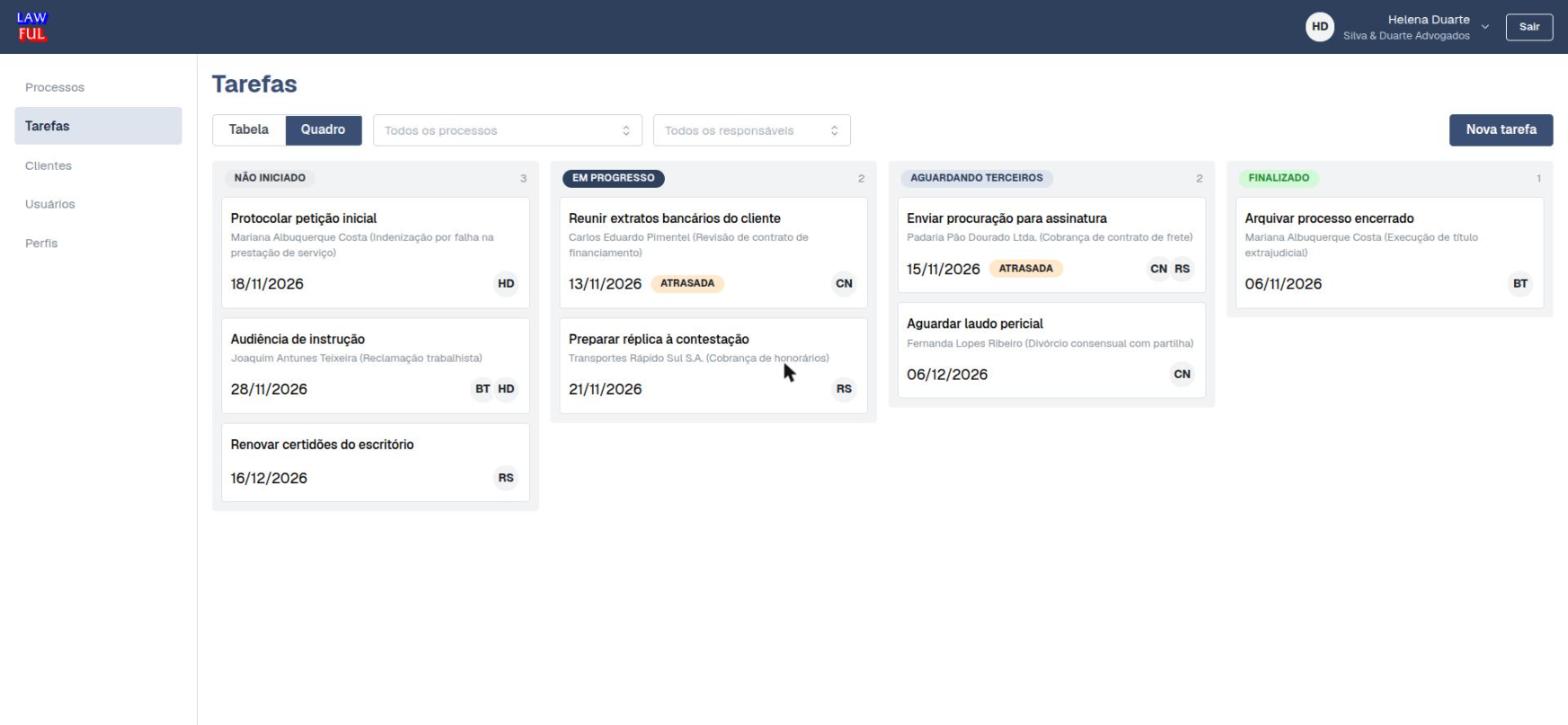 LAW
FUL
HD
Helena Duarte
Silva & Duarte Advogados
Sair
Processos
Tarefas
Clientes
Usuários
Perfis
Tarefas
Tabela
Quadro
Todos os processos
Todos os responsáveis
Nova tarefa
NÃO INICIADO
3
Protocolar petição inicial
Mariana Albuquerque Costa (Indenização por falha na
prestação de serviço)
18/11/2026
HD
Audiência de instrução
Joaquim Antunes Teixeira (Reclamação trabalhista)
28/11/2026
BT
HD
Renovar certidões do escritório
16/12/2026
RS
EM PROGRESSO
2
Reunir extratos bancários do cliente
Carlos Eduardo Pimentel (Revisão de contrato de
financiamento)
13/11/2026
ATRASADA
CN
Preparar réplica à contestação
Transportes Rápido Sul S.A. (Cobrança de honorários)
21/11/2026
RS
AGUARDANDO TERCEIROS
2
Enviar procuração para assinatura
Padaria Pão Dourado Ltda. (Cobrança de contrato de frete)
15/11/2026
ATRASADA
CN
RS
Aguardar laudo pericial
Fernanda Lopes Ribeiro (Divórcio consensual com partilha)
06/12/2026
CN
FINALIZADO
1
Arquivar processo encerrado
Mariana Albuquerque Costa (Execução de título
extrajudicial)
06/11/2026
BT